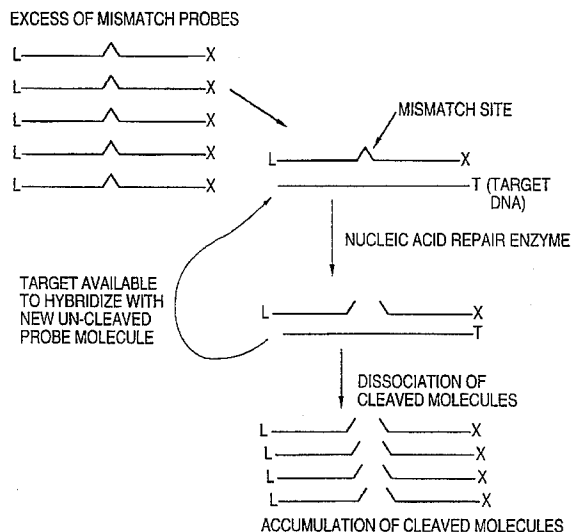 EXCESS OF MISMATCH PROBES
L X
L X
L X
L X
L X
MISMATCH SITE
L X
T (TARGET
DNA)
NUCLEIC ACID REPAIR ENZYME
TARGET AVAILABLE
TO HYBRIDIZE WITH
NEW UN-CLEAVED
PROBE MOLECULE
L X
T
DISSOCIATION OF
CLEAVED MOLECULES
L X
L X
L X
L X
ACCUMULATION OF CLEAVED MOLECULES